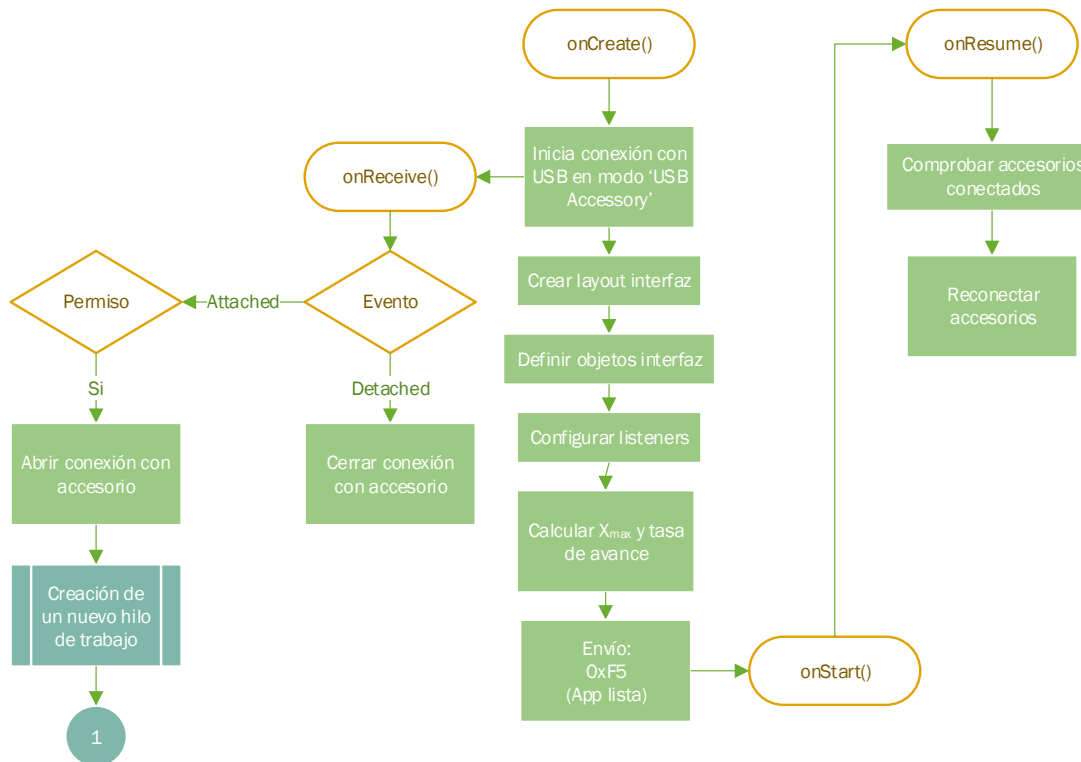 onCreate()
Inicia conexión con
USB en modo ‘USB
Accessory’
onReceive()
Evento
Attached
Permiso
Si
Abrir conexión con
accesorio
Creación de
un nuevo hilo
de trabajo
1
Detached
Cerrar conexión
con accesorio
Crear layout interfaz
Definir objetos interfaz
Configurar listeners
Calcular Xmax y tasa
de avance
Envío:
0xF5
(App lista)
onStart()
onResume()
Comprobar accesorios
conectados
Reconectar
accesorios